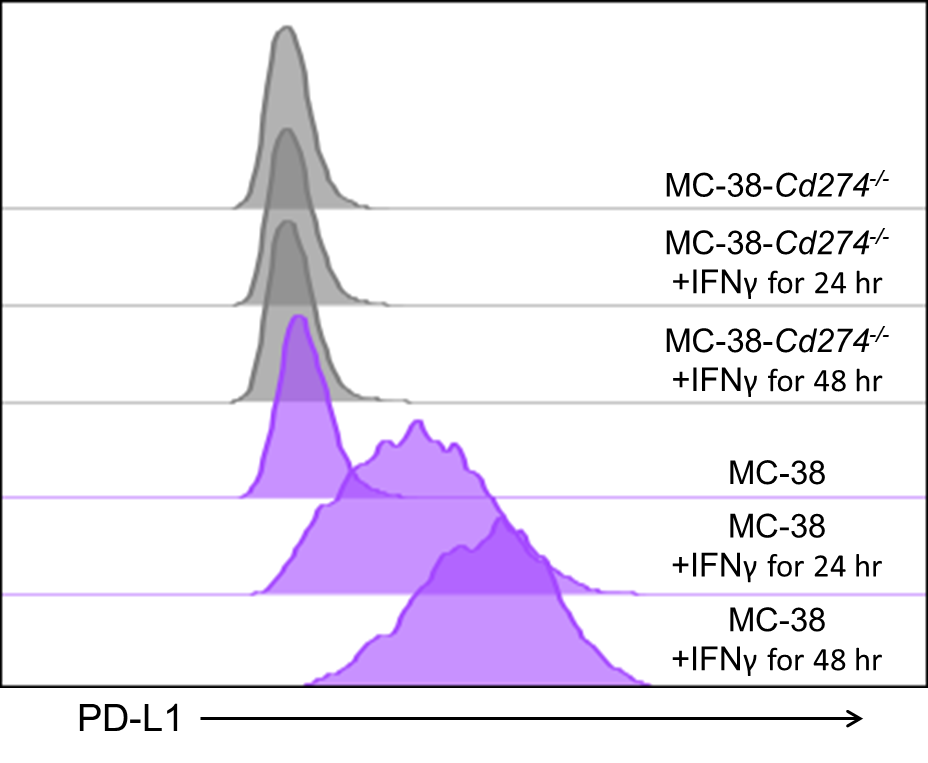 MC-38-Cd274-/-
MC-38-Cd274-/-
+IFNγ for 24 hr
MC-38-Cd274-/-
+IFNγ for 48 hr
MC-38
MC-38
+IFNγ for 24 hr
MC-38
+IFNγ for 48 hr
PD-L1